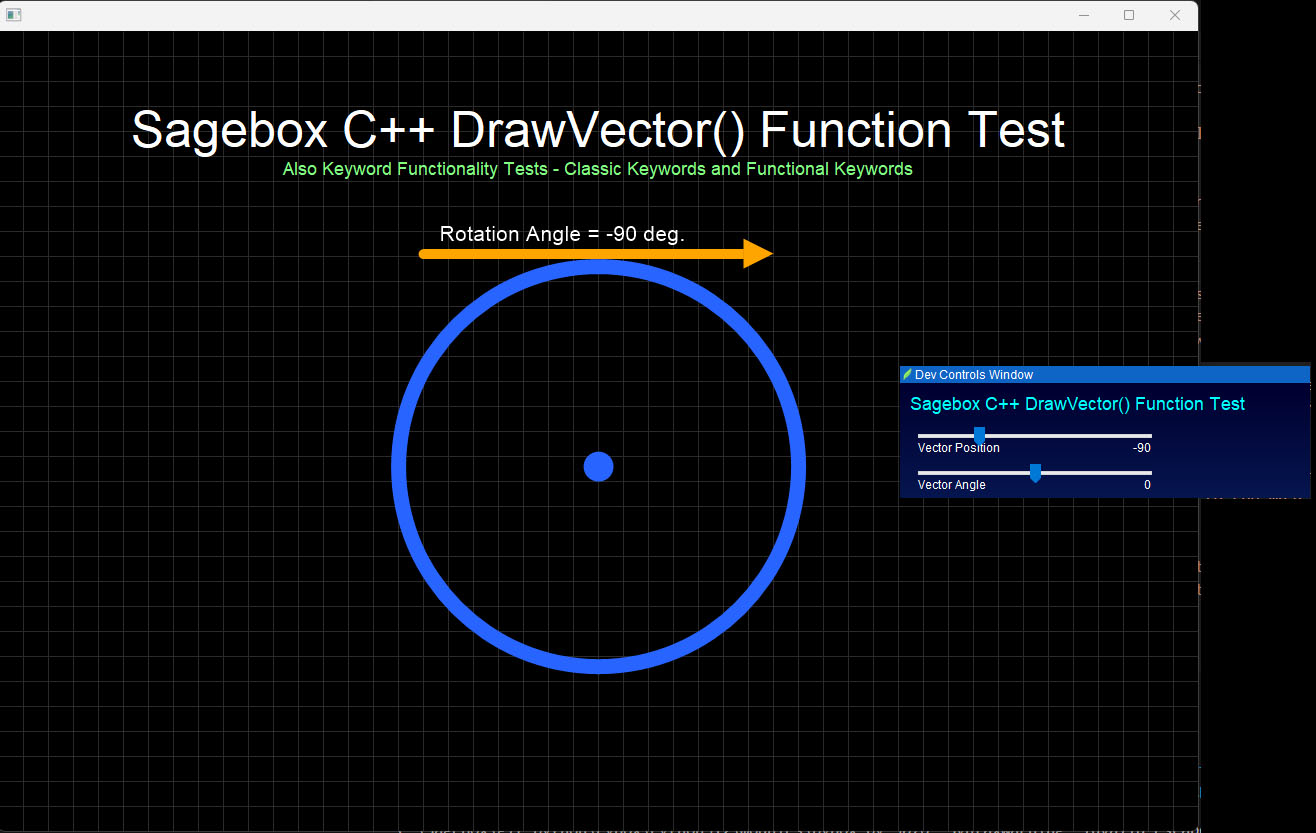 Sagebox C++ DrawVector() Function Test
Also Keyword Functionality Tests - Classic Keywords and Functional Keywords
Rotation Angle = -90 deg.
Dev Controls Window
Sagebox C++ DrawVector() Function Test
Vector Position -90
Vector Angle 0